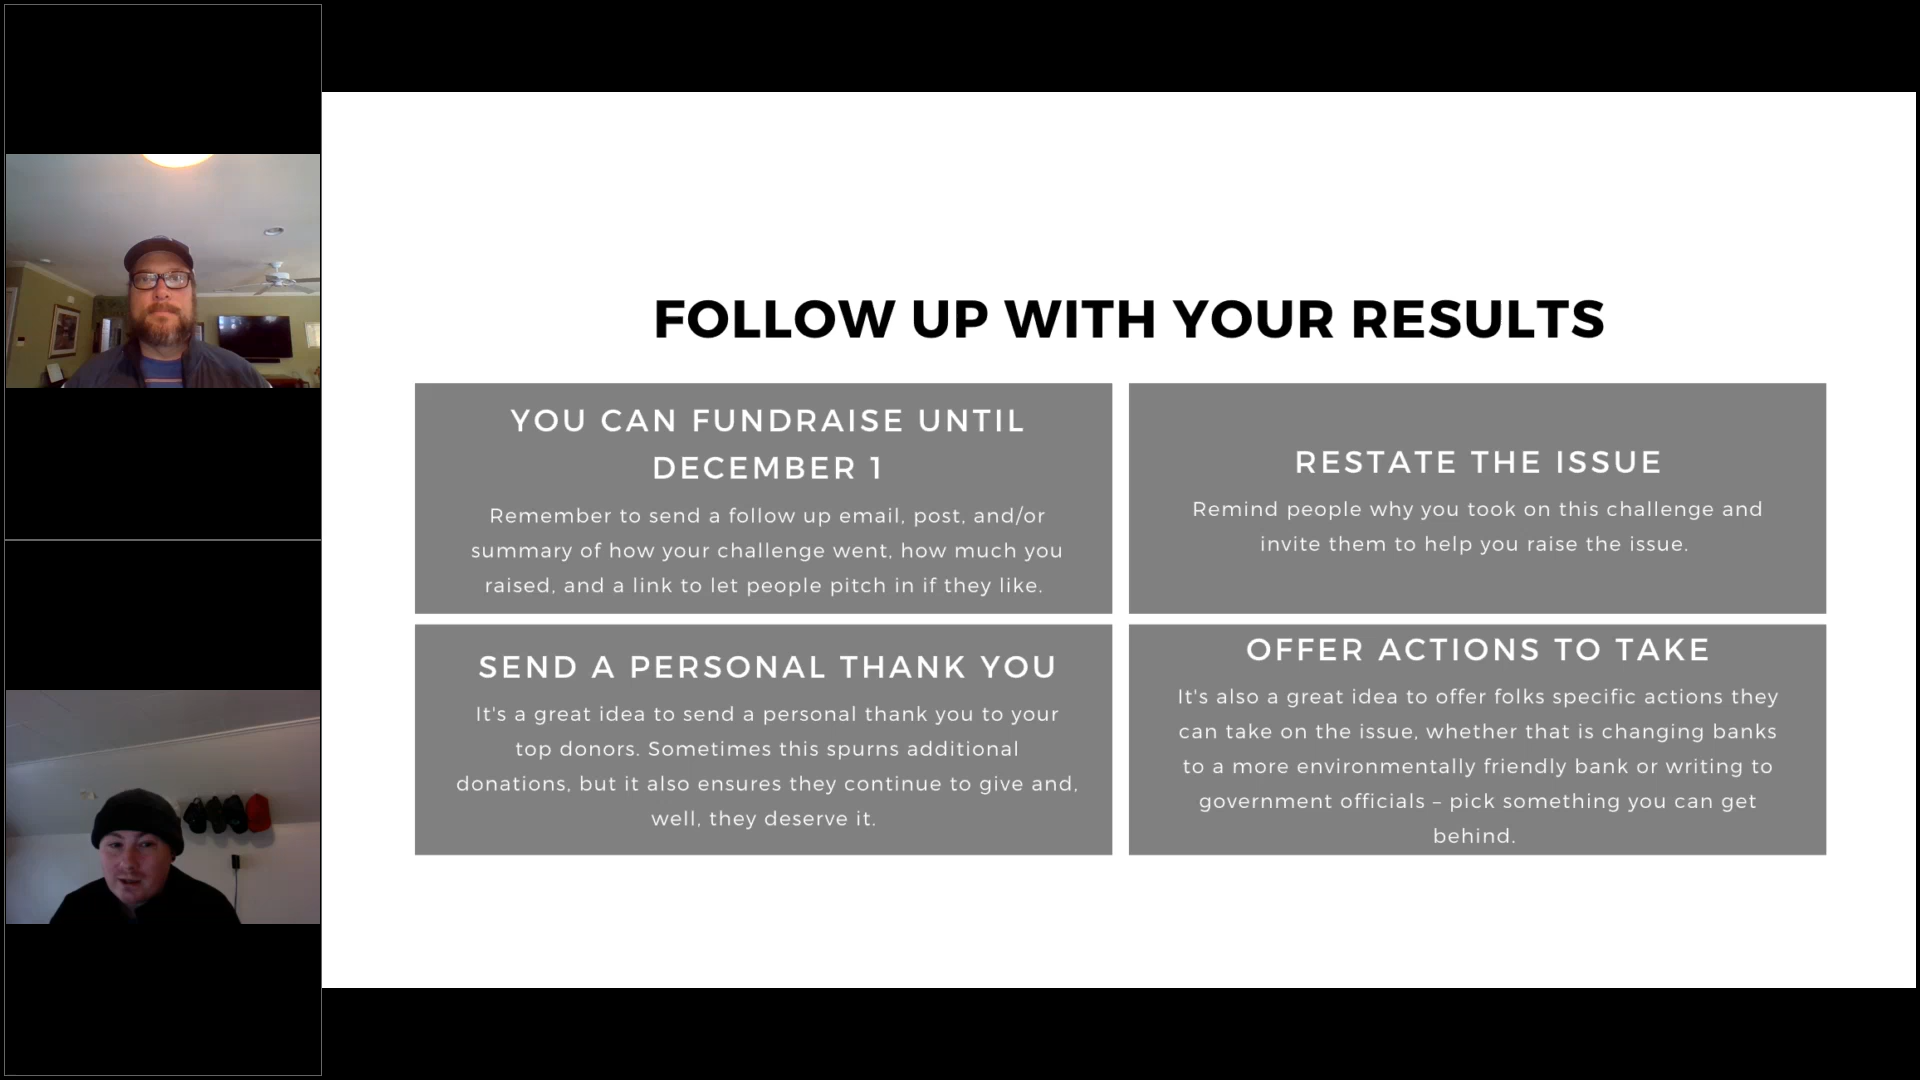 FOLLOW UP WITH YOUR RESULTS
YOU CAN FUNDRAISE UNTIL
DECEMBER 1
Remember to send a follow up email, post, and/or
summary of how your challenge went, how much you
raised, and a link to let people pitch in if they like.
RESTATE THE ISSUE
Remind people why you took on this challenge and
invite them to help you raise the issue.
SEND A PERSONAL THANK YOU
It's a great idea to send a personal thank you to your
top donors. Sometimes this spurns additional
donations, but it also ensures they continue to give and,
well, they deserve it.
OFFER ACTIONS TO TAKE
It's also a great idea to offer folks specific actions they
can take on the issue, whether that is changing banks
to a more environmentally friendly bank or writing to
government officials – pick something you can get
behind.